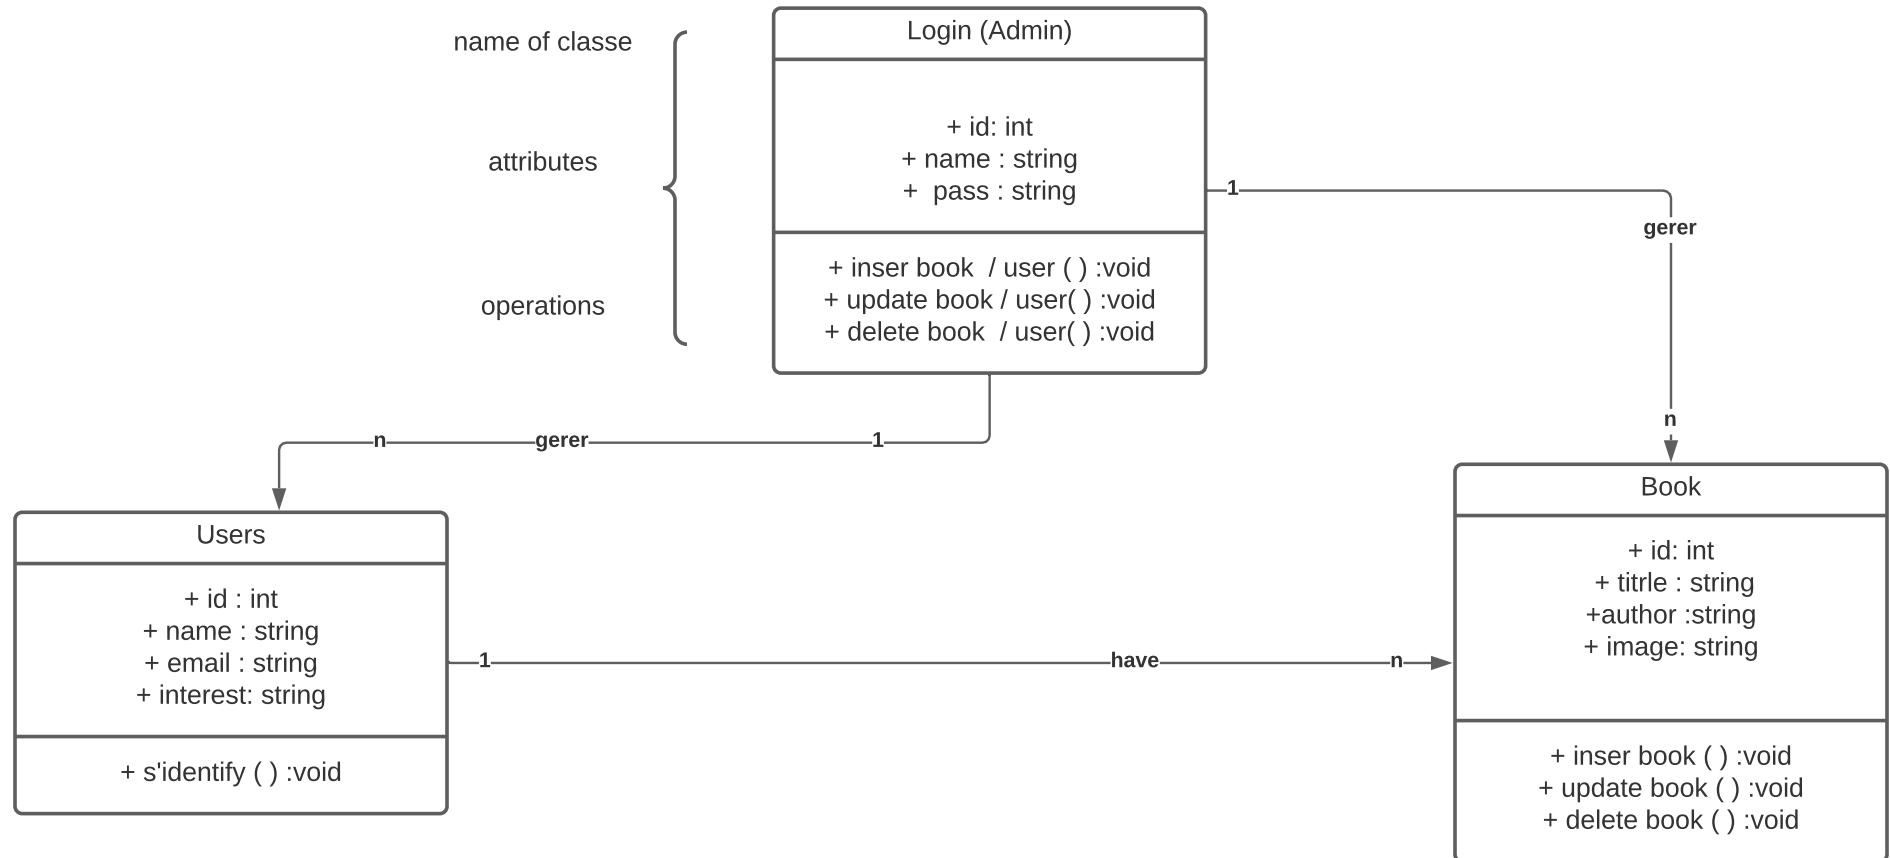 name of classe
attributes
operations
Login (Admin)
+ id: int
+ name : string
+  pass : string
+ inser book  / user ( ) :void
+ update book / user( ) :void
+ delete book  / user( ) :void
1
gerer
n
1
gerer
n
Users
+ id : int
+ name : string
+ email : string
+ interest: string
+ s'identify ( ) :void
1
have
n
Book
+ id: int
+ titrle : string
+author :string
+ image: string
+ inser book ( ) :void
+ update book ( ) :void
+ delete book ( ) :void